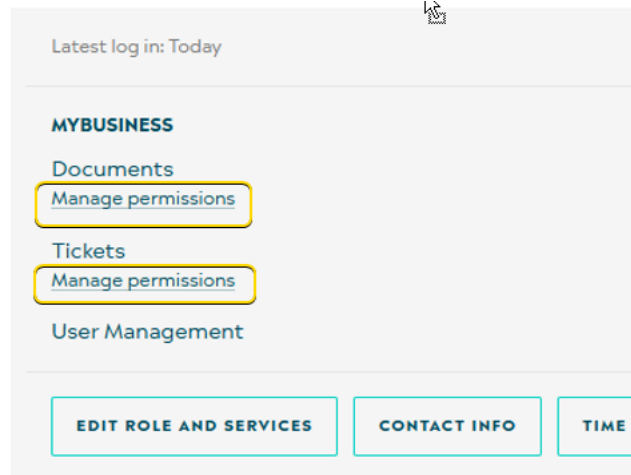 Latest log in: Today
MYBUSINESS
Documents
Manage permissions
Tickets
Manage permissions
User Management
EDIT ROLE AND SERVICES
CONTACT INFO
TIME